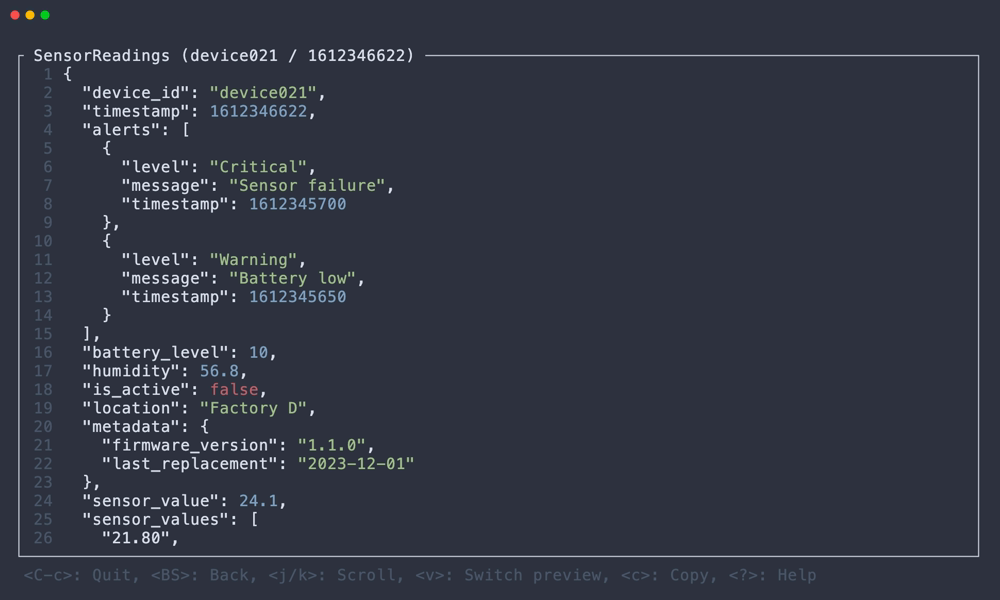 SensorReadings (device021 / 1612346622)
1 {
2   "device_id": "device021",
3   "timestamp": 1612346622,
4   "alerts": [
5     {
6       "level": "Critical",
7       "message": "Sensor failure",
8       "timestamp": 1612345700
9     },
10     {
11       "level": "Warning",
12       "message": "Battery low",
13       "timestamp": 1612345650
14     }
15   ],
16   "battery_level": 10,
17   "humidity": 56.8,
18   "is_active": false,
19   "location": "Factory D",
20   "metadata": {
21     "firmware_version": "1.1.0",
22     "last_replacement": "2023-12-01"
23   },
24   "sensor_value": 24.1,
25   "sensor_values": [
26     "21.80",
<C-c>: Quit, <BS>: Back, <j/k>: Scroll, <v>: Switch preview, <c>: Copy, <?>: Help